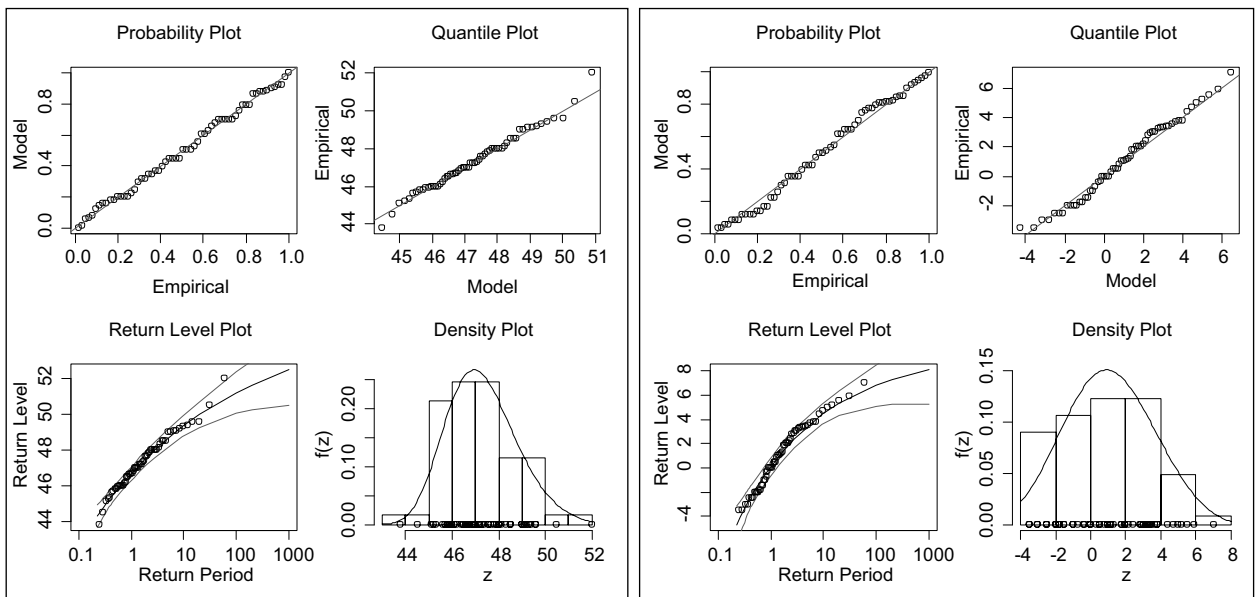 Probability Plot
Model
0.0 0.4 0.8
0.0 0.2 0.4 0.6 0.8 1.0
Empirical
Quantile Plot
Empirical
44 46 48 50 52
45 46 47 48 49 50 51
Model
Return Level Plot
Return Level
44 46 48 50 52
0.1 1 10 100 1000
Return Period
Density Plot
f(z)
0.00 0.10 0.20
44 46 48 50 52
z
Probability Plot
Model
0.0 0.4 0.8
0.0 0.2 0.4 0.6 0.8 1.0
Empirical
Quantile Plot
Empirical
-2 0 2 4 6
-4 -2 0 2 4 6
Model
Return Level Plot
Return Level
-4 0 2 4 6 8
0.1 1 10 100 1000
Return Period
Density Plot
f(z)
0.00 0.05 0.10 0.15
-4 -2 0 2 4 6 8
z